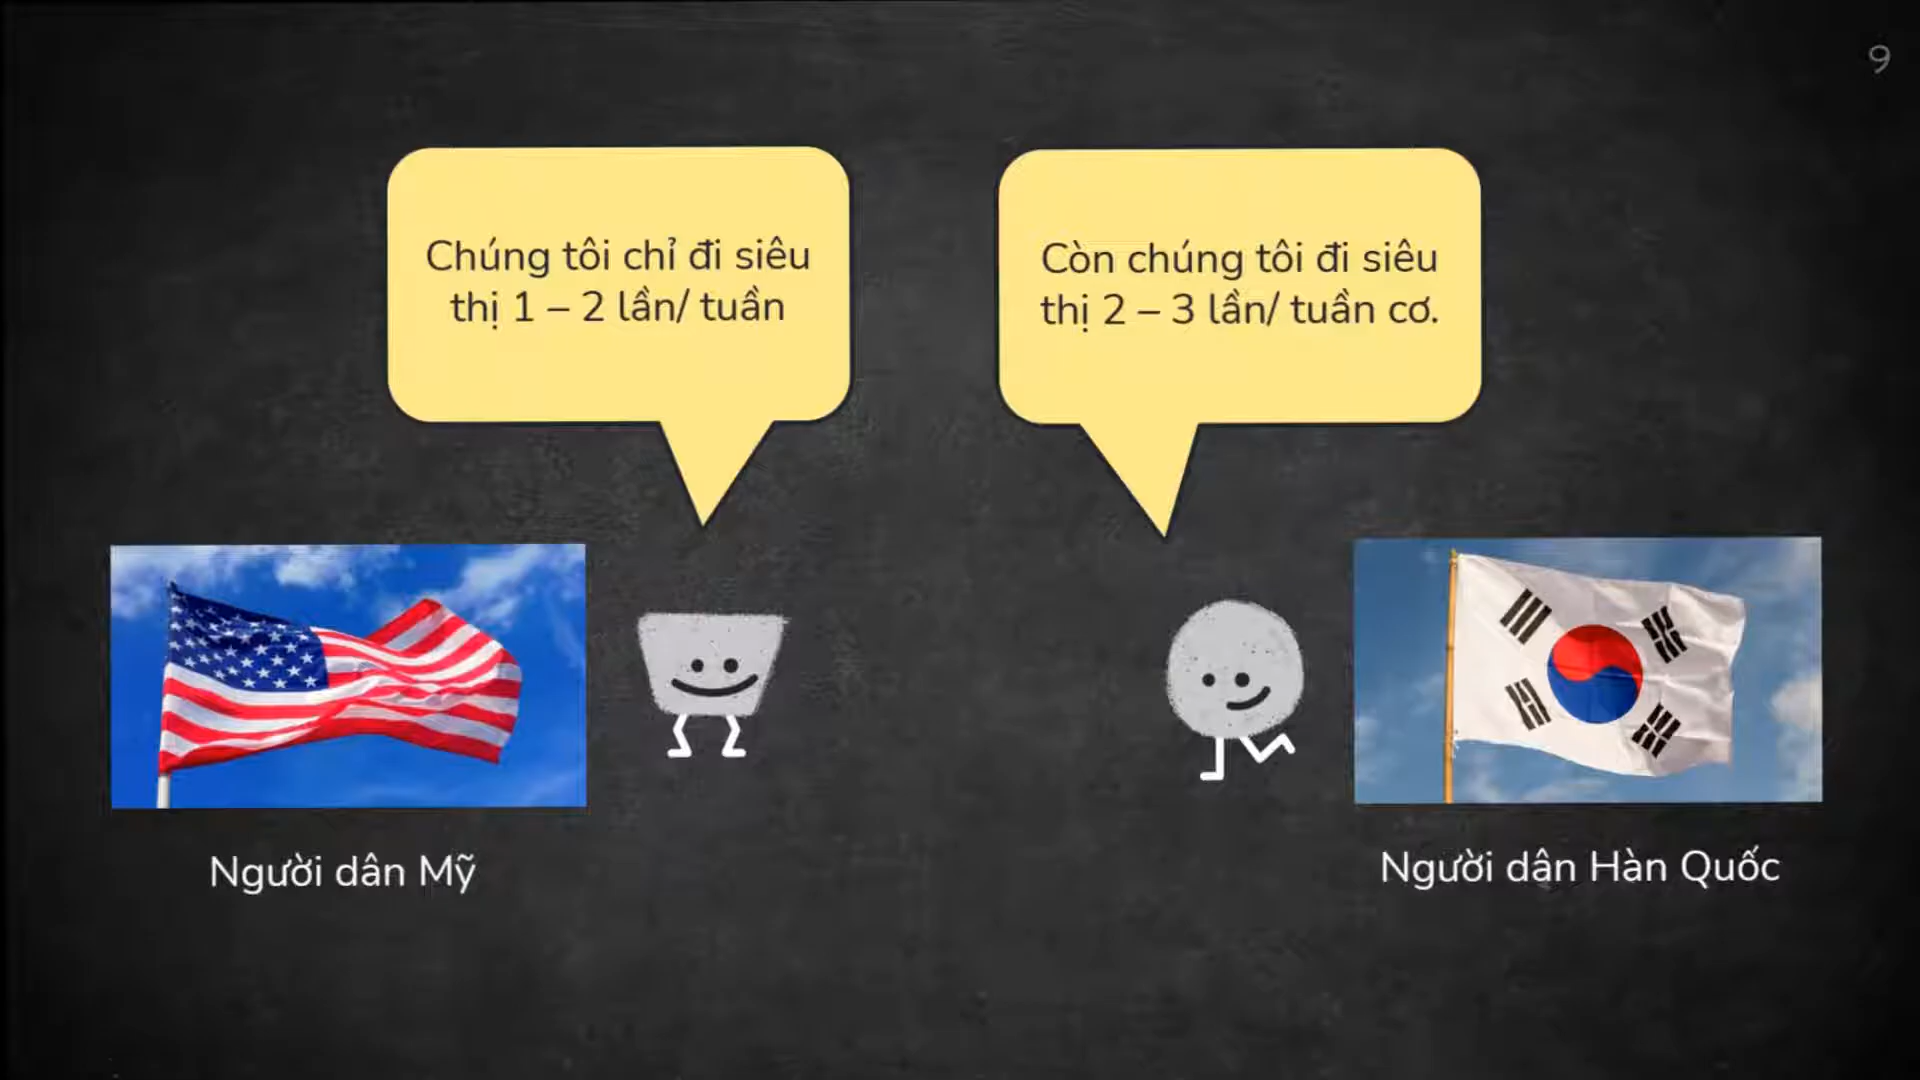 9
Chúng tôi chỉ đi siêu
thị 1 – 2 lần/ tuần
Còn chúng tôi đi siêu
thị 2 – 3 lần/ tuần cơ.
Người dân Mỹ
Người dân Hàn Quốc